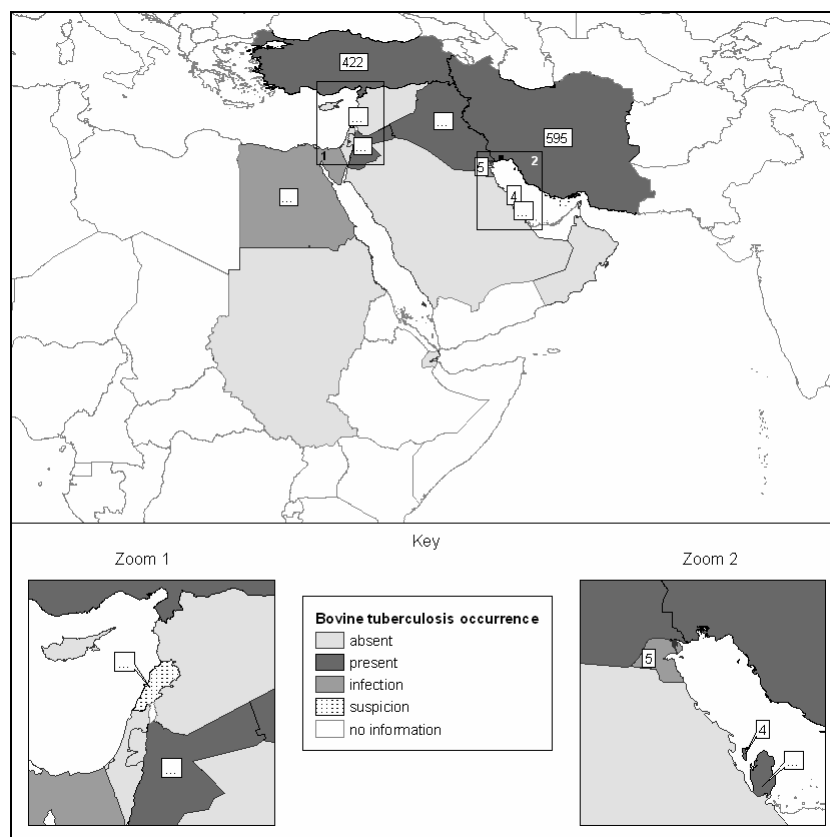 422
...
...
...
595
1
2
5
4
...
...
Key
Zoom 1
Zoom 2
...
...
Bovine tuberculosis occurrence
absent
present
infection
suspicion
no information
5
4
...